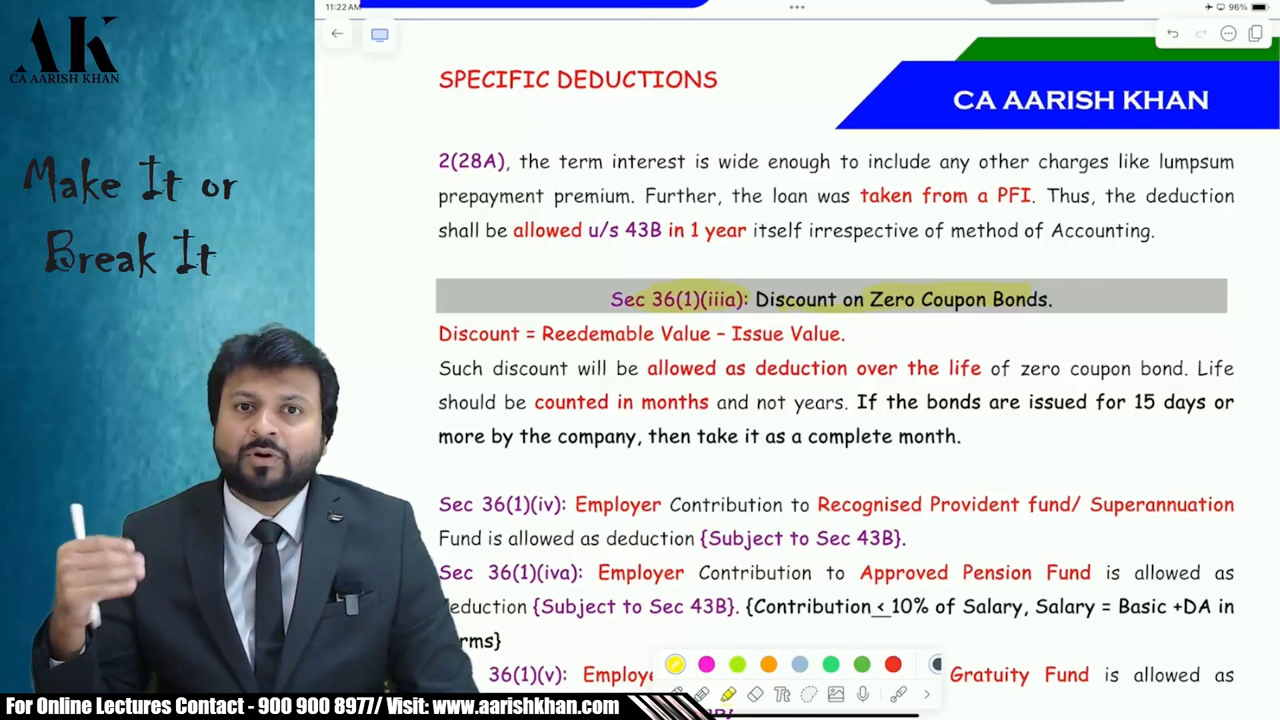 AK
CA AARISH KHAN
Make It or
Break It
11:22 AM
96%
SPECIFIC DEDUCTIONS
CA AARISH KHAN
2(28A), the term interest is wide enough to include any other charges like lumpsum
prepayment premium. Further, the loan was taken from a PFI. Thus, the deduction
shall be allowed u/s 43B in 1 year itself irrespective of method of Accounting.
Sec 36(1)(iiia): Discount on Zero Coupon Bonds.
Discount = Reedemable Value – Issue Value.
Such discount will be allowed as deduction over the life of zero coupon bond. Life
should be counted in months and not years. If the bonds are issued for 15 days or
more by the company, then take it as a complete month.
Sec 36(1)(iv): Employer Contribution to Recognised Provident fund/ Superannuation
Fund is allowed as deduction {Subject to Sec 43B}.
Sec 36(1)(iva): Employer Contribution to Approved Pension Fund is allowed as
eduction {Subject to Sec 43B}. {Contribution < 10% of Salary, Salary = Basic +DA in
rms}
36(1)(v): Employe Gratuity Fund is allowed as
Tt
For Online Lectures Contact - 900 900 8977/ Visit: www.aarishkhan.com